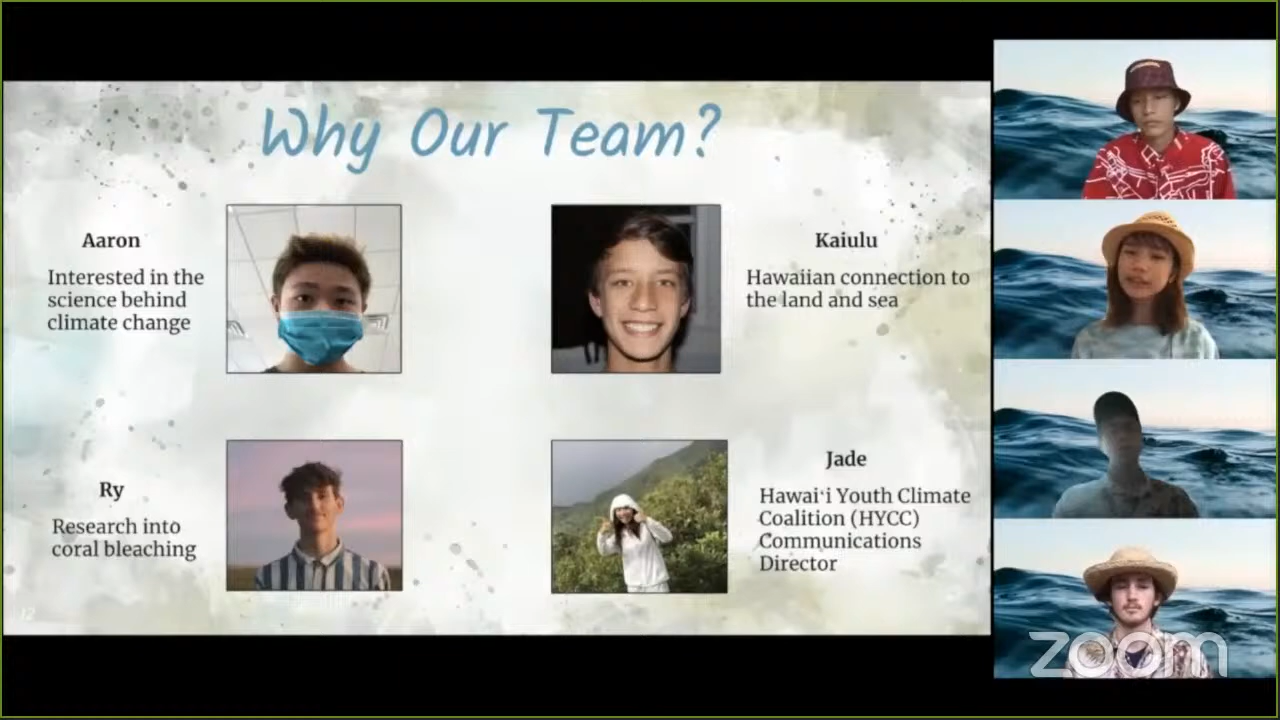 Why Our Team?
Aaron
Interested in the
science behind
climate change
Kaiulu
Hawaiian connection to
the land and sea
Ry
Research into
coral bleaching
Jade
Hawaiʻi Youth Climate
Coalition (HYCC)
Communications
Director
12
zoom